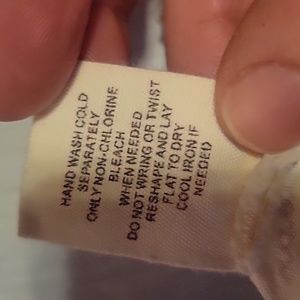 HAND WASH COLD
SEPARATELY
ONLY NON-CHLORINE
BLEACH
WHEN NEEDED
DO NOT WRING OR TWIST
RESHAPE AND LAY
FLAT TO DRY
COOL IRON IF
NEEDED